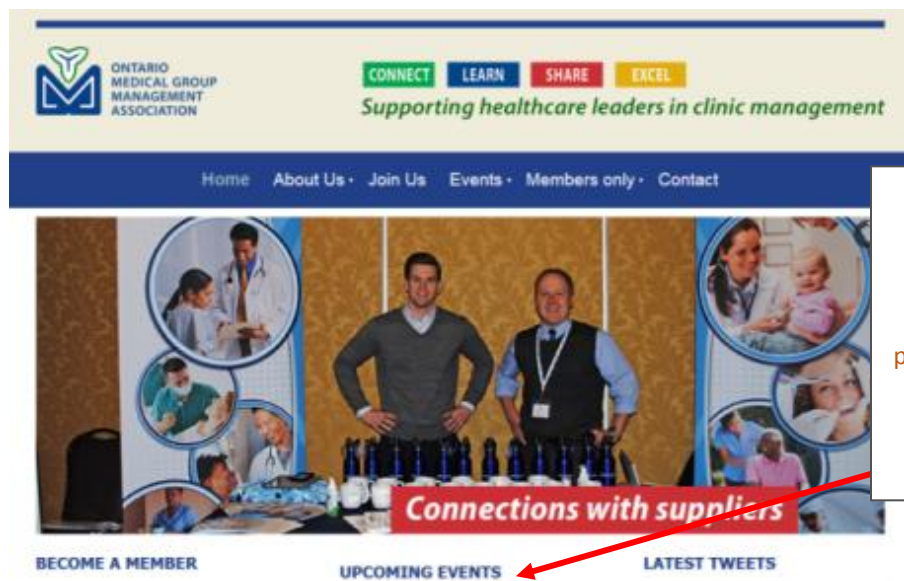 ONTARIO
MEDICAL GROUP
MANAGEMENT
ASSOCIATION
CONNECT LEARN SHARE EXCEL
Supporting healthcare leaders in clinic management
Home About Us Join Us Events Members only Contact
p
Connections with suppliers
BECOME A MEMBER UPCOMING EVENTS LATEST TWEETS